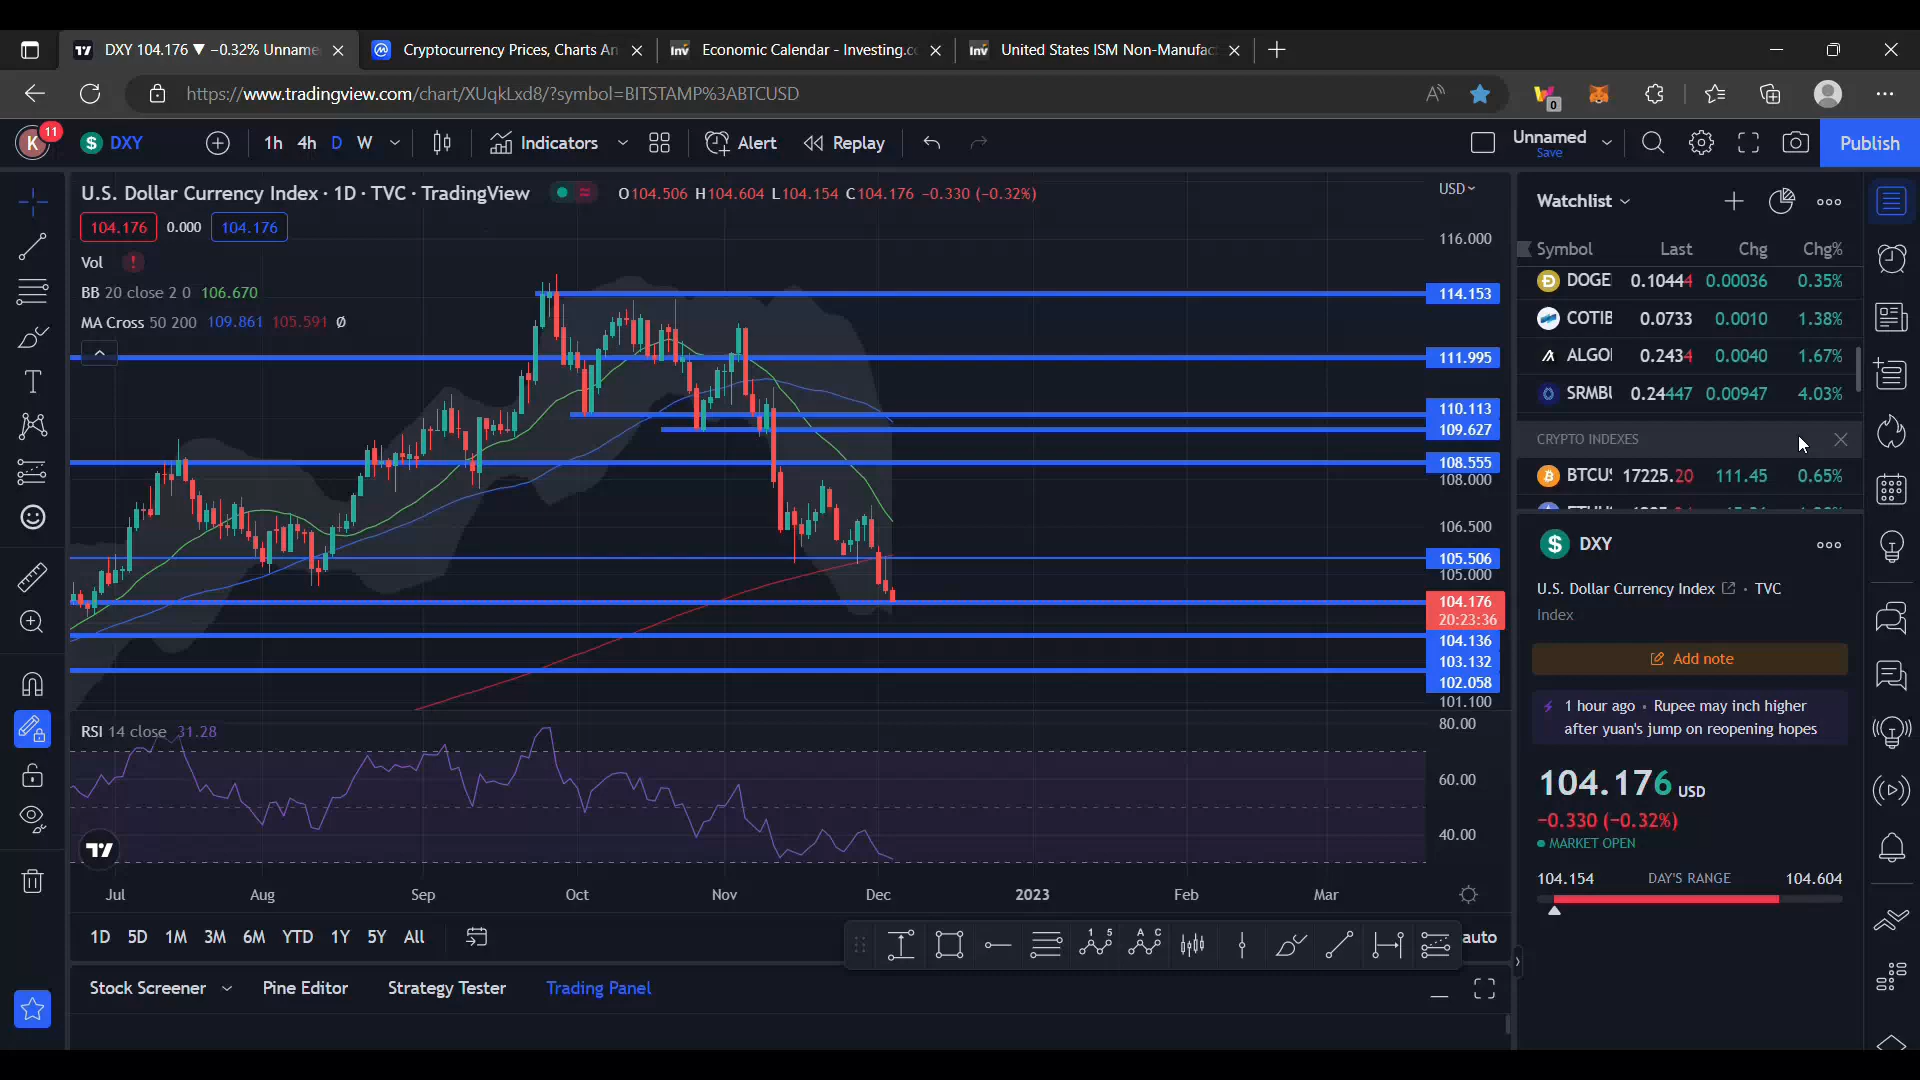 DXY 104.176 ▼ −0.32% Unname
Cryptocurrency Prices, Charts An
Economic Calendar - Investing.co
United States ISM Non-Manufac
https://www.tradingview.com/chart/XUqkLxd8/?symbol=BITSTAMP%3ABTCUSD
0
K 11 DXY 1h 4h D W Indicators Alert Replay Unnamed Save Publish
U.S. Dollar Currency Index · 1D · TVC · TradingView O104.506 H104.604 L104.154 C104.176 −0.330 (−0.32%)
104.176 0.000 104.176
Vol
BB 20 close 2 0 106.670
MA Cross 50 200 109.861 105.591 Ø
USD
116.000
114.153
111.995
110.113
109.627
108.555
108.000
106.500
105.506
105.000
104.176
20:23:36
104.136
103.132
102.058
101.100
RSI 14 close 31.28
80.00
60.00
40.00
Jul Aug Sep Oct Nov Dec 2023 Feb Mar
1D 5D 1M 3M 6M YTD 1Y 5Y All
1 5
A C
auto
Stock Screener Pine Editor Strategy Tester Trading Panel
Watchlist
Symbol Last Chg Chg%
DOGE 0.10444 0.00036 0.35%
COTIB 0.0733 0.0010 1.38%
ALGO 0.2434 0.0040 1.67%
SRMBU 0.24447 0.00947 4.03%
CRYPTO INDEXES
BTCUS 17225.20 111.45 0.65%
DXY
U.S. Dollar Currency Index · TVC
Index
Add note
1 hour ago · Rupee may inch higher
after yuan's jump on reopening hopes
104.176 USD
−0.330 (−0.32%)
MARKET OPEN
104.154 DAY'S RANGE 104.604